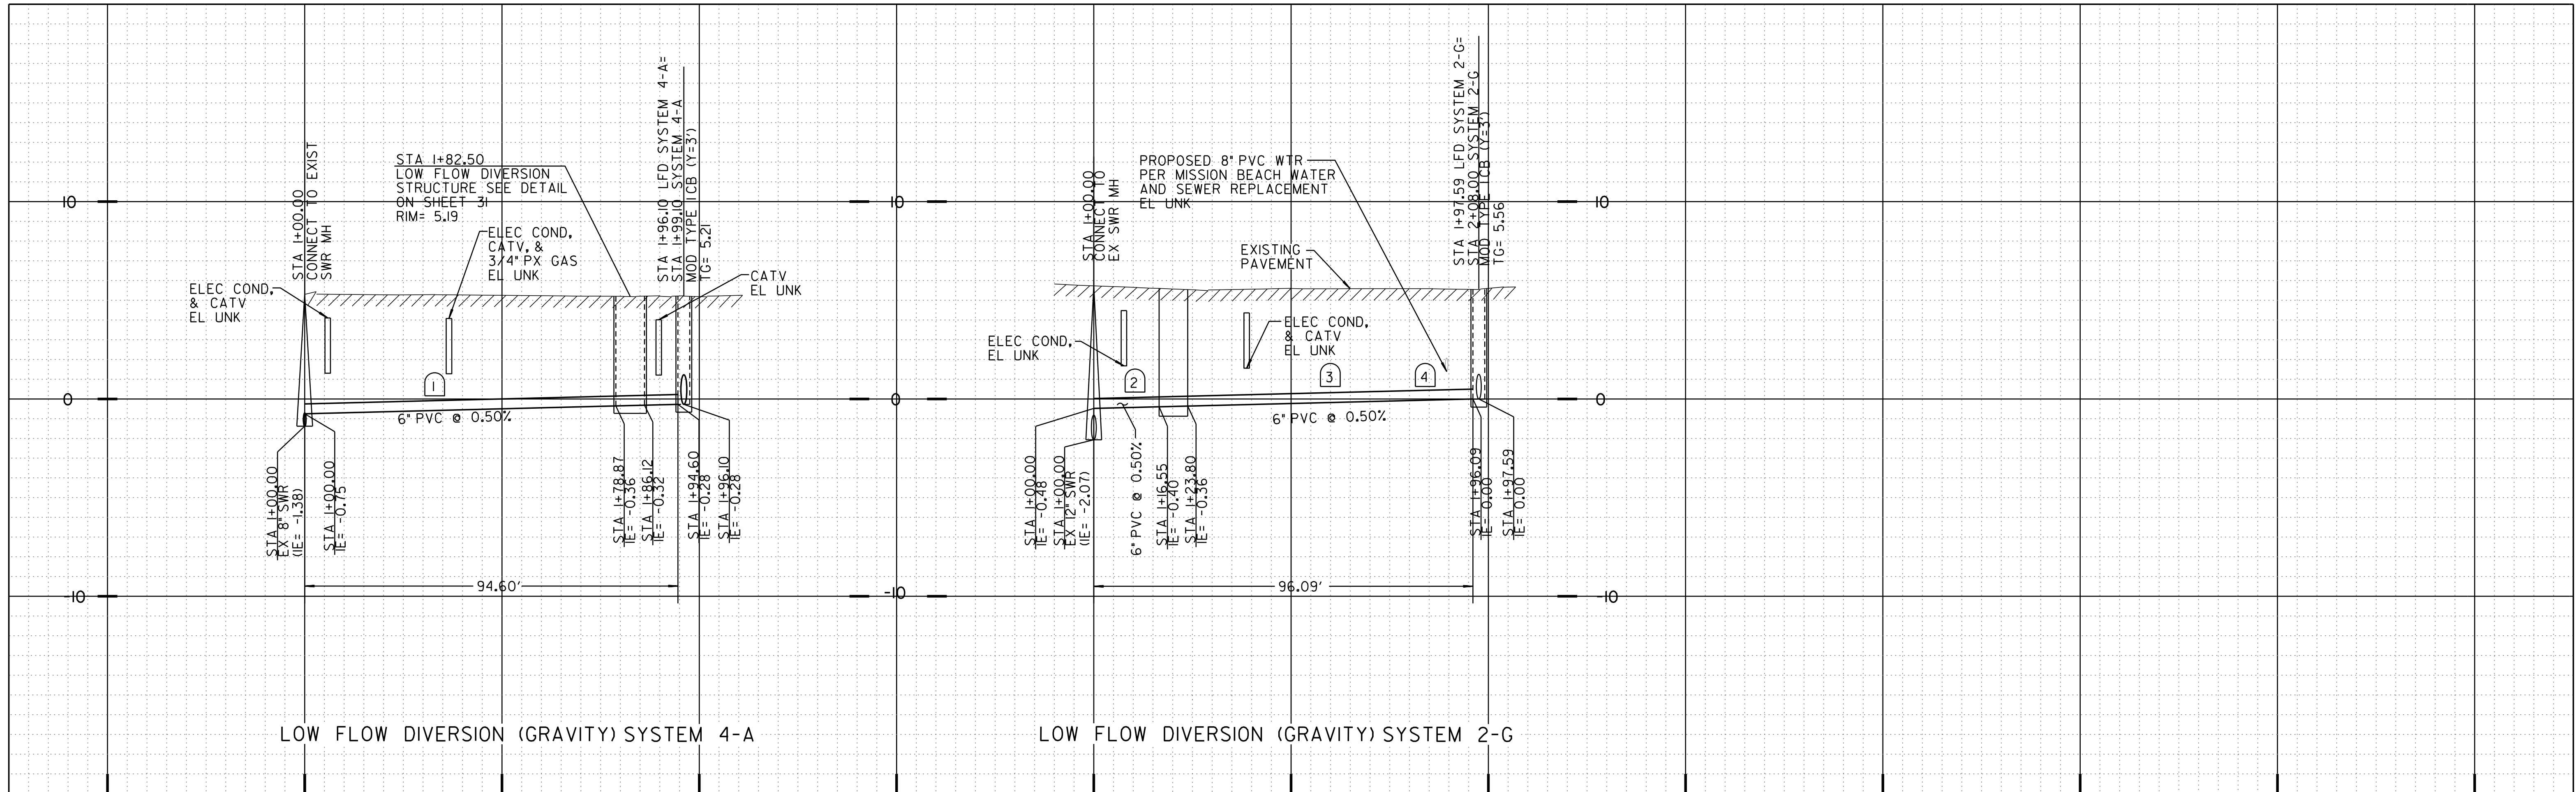 10
0
-10
STA 1+00.00
CONNECT TO EXIST
SWR MH
STA 1+82.50
LOW FLOW DIVERSION
STRUCTURE SEE DETAIL
ON SHEET 31
RIM= 5.19
ELEC COND,
CATV, &
3/4" PX GAS
EL UNK
ELEC COND,
& CATV
EL UNK
STA 1+96.10 LFD SYSTEM 4-A=
STA 1+99.10 SYSTEM 4-A
MOD TYPE I CB (Y=3')
TG= 5.21
CATV
EL UNK
1
6" PVC @ 0.50%
STA 1+00.00
EX 8" SWR
(IE= -1.38)
STA 1+00.00
IE= -0.75
STA 1+78.87
IE= -0.36
STA 1+86.12
IE= -0.32
STA 1+94.60
IE= -0.28
STA 1+96.10
IE= -0.28
94.60'
LOW FLOW DIVERSION (GRAVITY) SYSTEM 4-A
10
0
-10
STA 1+00.00
CONNECT TO
EX SWR MH
PROPOSED 8" PVC WTR
PER MISSION BEACH WATER
AND SEWER REPLACEMENT
EL UNK
EXISTING
PAVEMENT
STA 1+97.59 LFD SYSTEM 2-G=
STA 2+08.00 SYSTEM 2-G
MOD TYPE I CB (Y=3')
TG= 5.56
ELEC COND,
EL UNK
ELEC COND,
& CATV
EL UNK
2
3
4
6" PVC @ 0.50%
STA 1+00.00
IE= -0.48
STA 1+00.00
EX 12" SWR
(IE= -2.07)
6" PVC @ 0.50%
STA 1+16.55
IE= -0.40
STA 1+23.80
IE= -0.36
STA 1+96.09
IE= 0.00
STA 1+97.59
IE= 0.00
96.09'
10
0
-10
LOW FLOW DIVERSION (GRAVITY) SYSTEM 2-G